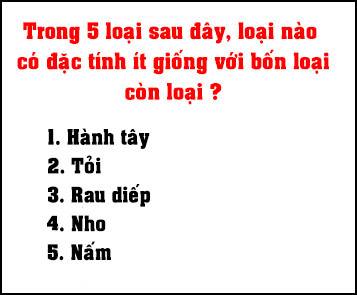 Trong 5 loại sau đây, loại nào
có đặc tính ít giống với bốn loại
còn loại ?
1. Hành tây
2. Tỏi
3. Rau diếp
4. Nho
5. Nấm